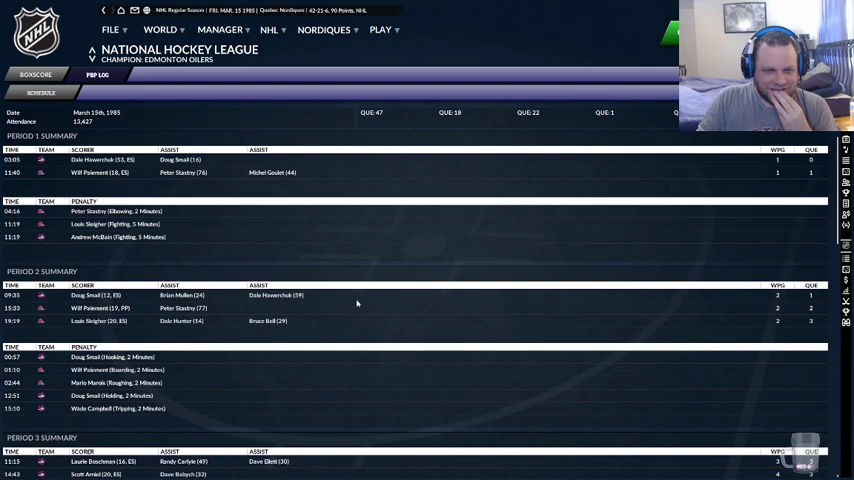 NHL
NHL Regular Season | FRI. MAR. 15 1985 | Quebec Nordiques | 42-21-6, 90 Points, NHL
FILE WORLD MANAGER NHL NORDIQUES PLAY
NATIONAL HOCKEY LEAGUE
CHAMPION: EDMONTON OILERS
BOXSCORE PBP LOG
SCHEDULE
Date March 15th, 1985 QUE: 47 QUE: 18 QUE: 22 QUE: 1
Attendance 13,427
PERIOD 1 SUMMARY
TIME TEAM SCORER ASSIST ASSIST WPG QUE
03:05 Dale Hawerchuk (53, ES) Doug Smail (16) 1 0
11:40 Wilf Paiement (18, ES) Peter Stastny (76) Michel Goulet (44) 1 1
TIME TEAM PENALTY
04:16 Peter Stastny (Elbowing, 2 Minutes)
11:19 Louis Sleigher (Fighting, 5 Minutes)
11:19 Andrew McBain (Fighting, 5 Minutes)
PERIOD 2 SUMMARY
TIME TEAM SCORER ASSIST ASSIST WPG QUE
09:35 Doug Smail (12, ES) Brian Mullen (24) Dale Hawerchuk (59) 2 1
15:33 Wilf Paiement (19, PP) Peter Stastny (77) 2 2
19:19 Louis Sleigher (20, ES) Dale Hunter (14) Bruce Bell (29) 2 3
TIME TEAM PENALTY
00:57 Doug Smail (Hooking, 2 Minutes)
01:10 Wilf Paiement (Boarding, 2 Minutes)
02:44 Mario Marois (Roughing, 2 Minutes)
12:51 Doug Smail (Holding, 2 Minutes)
15:10 Wade Campbell (Tripping, 2 Minutes)
PERIOD 3 SUMMARY
TIME TEAM SCORER ASSIST ASSIST WPG QUE
11:15 Laurie Boschman (16, ES) Randy Carlyle (49) Dave Ellett (30) 3 3
14:43 Scott Arniel (20, ES) Dave Babych (32) 4 3